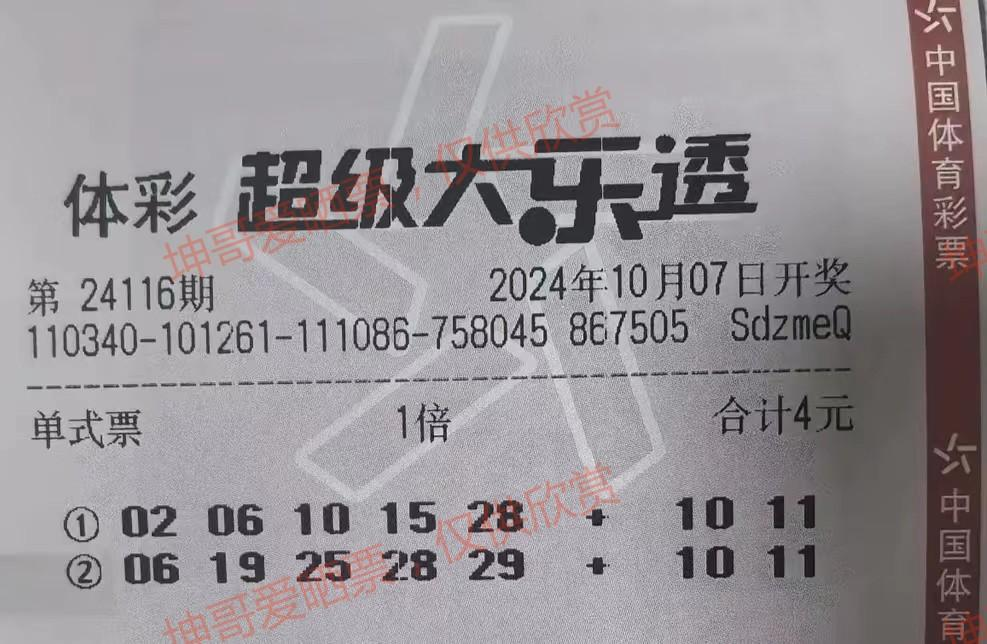 体彩 超级大乐透
第 24116期 2024年10月07日开奖
110340-101261-111086-758045 867505 SdzmeQ
单式票 1倍 合计4元
① 02 06 10 15 28 + 10 11
② 06 19 25 28 29 + 10 11
中国体育彩票
中国体育
坤哥爱晒票，仅供欣赏
坤哥爱晒票，仅供欣赏